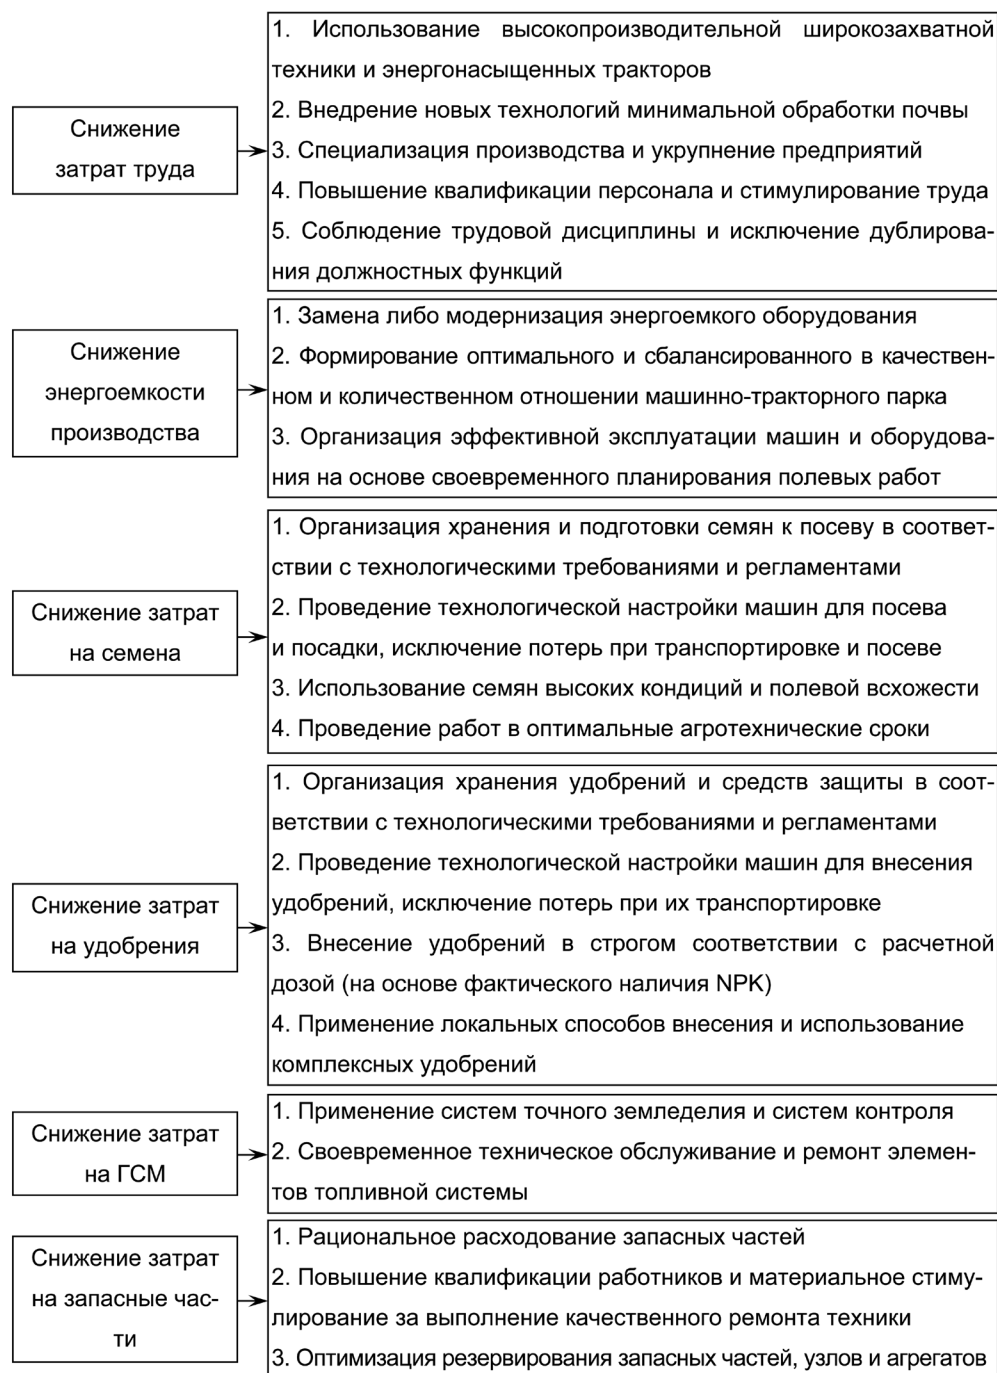 Снижение
затрат труда
1. Использование высокопроизводительной широкозахватной
техники и энергонасыщенных тракторов
2. Внедрение новых технологий минимальной обработки почвы
3. Специализация производства и укрупнение предприятий
4. Повышение квалификации персонала и стимулирование труда
5. Соблюдение трудовой дисциплины и исключение дублирова-
ния должностных функций
Снижение
энергоемкости
производства
1. Замена либо модернизация энергоемкого оборудования
2. Формирование оптимального и сбалансированного в качествен-
ном и количественном отношении машинно-тракторного парка
3. Организация эффективной эксплуатации машин и оборудова-
ния на основе своевременного планирования полевых работ
Снижение затрат
на семена
1. Организация хранения и подготовки семян к посеву в соответ-
ствии с технологическими требованиями и регламентами
2. Проведение технологической настройки машин для посева
и посадки, исключение потерь при транспортировке и посеве
3. Использование семян высоких кондиций и полевой всхожести
4. Проведение работ в оптимальные агротехнические сроки
Снижение затрат
на удобрения
1. Организация хранения удобрений и средств защиты в соот-
ветствии с технологическими требованиями и регламентами
2. Проведение технологической настройки машин для внесения
удобрений, исключение потерь при их транспортировке
3. Внесение удобрений в строгом соответствии с расчетной
дозой (на основе фактического наличия NPK)
4. Применение локальных способов внесения и использование
комплексных удобрений
Снижение затрат
на ГСМ
1. Применение систем точного земледелия и систем контроля
2. Своевременное техническое обслуживание и ремонт элемен-
тов топливной системы
Снижение затрат
на запасные час-
ти
1. Рациональное расходование запасных частей
2. Повышение квалификации работников и материальное стиму-
лирование за выполнение качественного ремонта техники
3. Оптимизация резервирования запасных частей, узлов и агрегатов